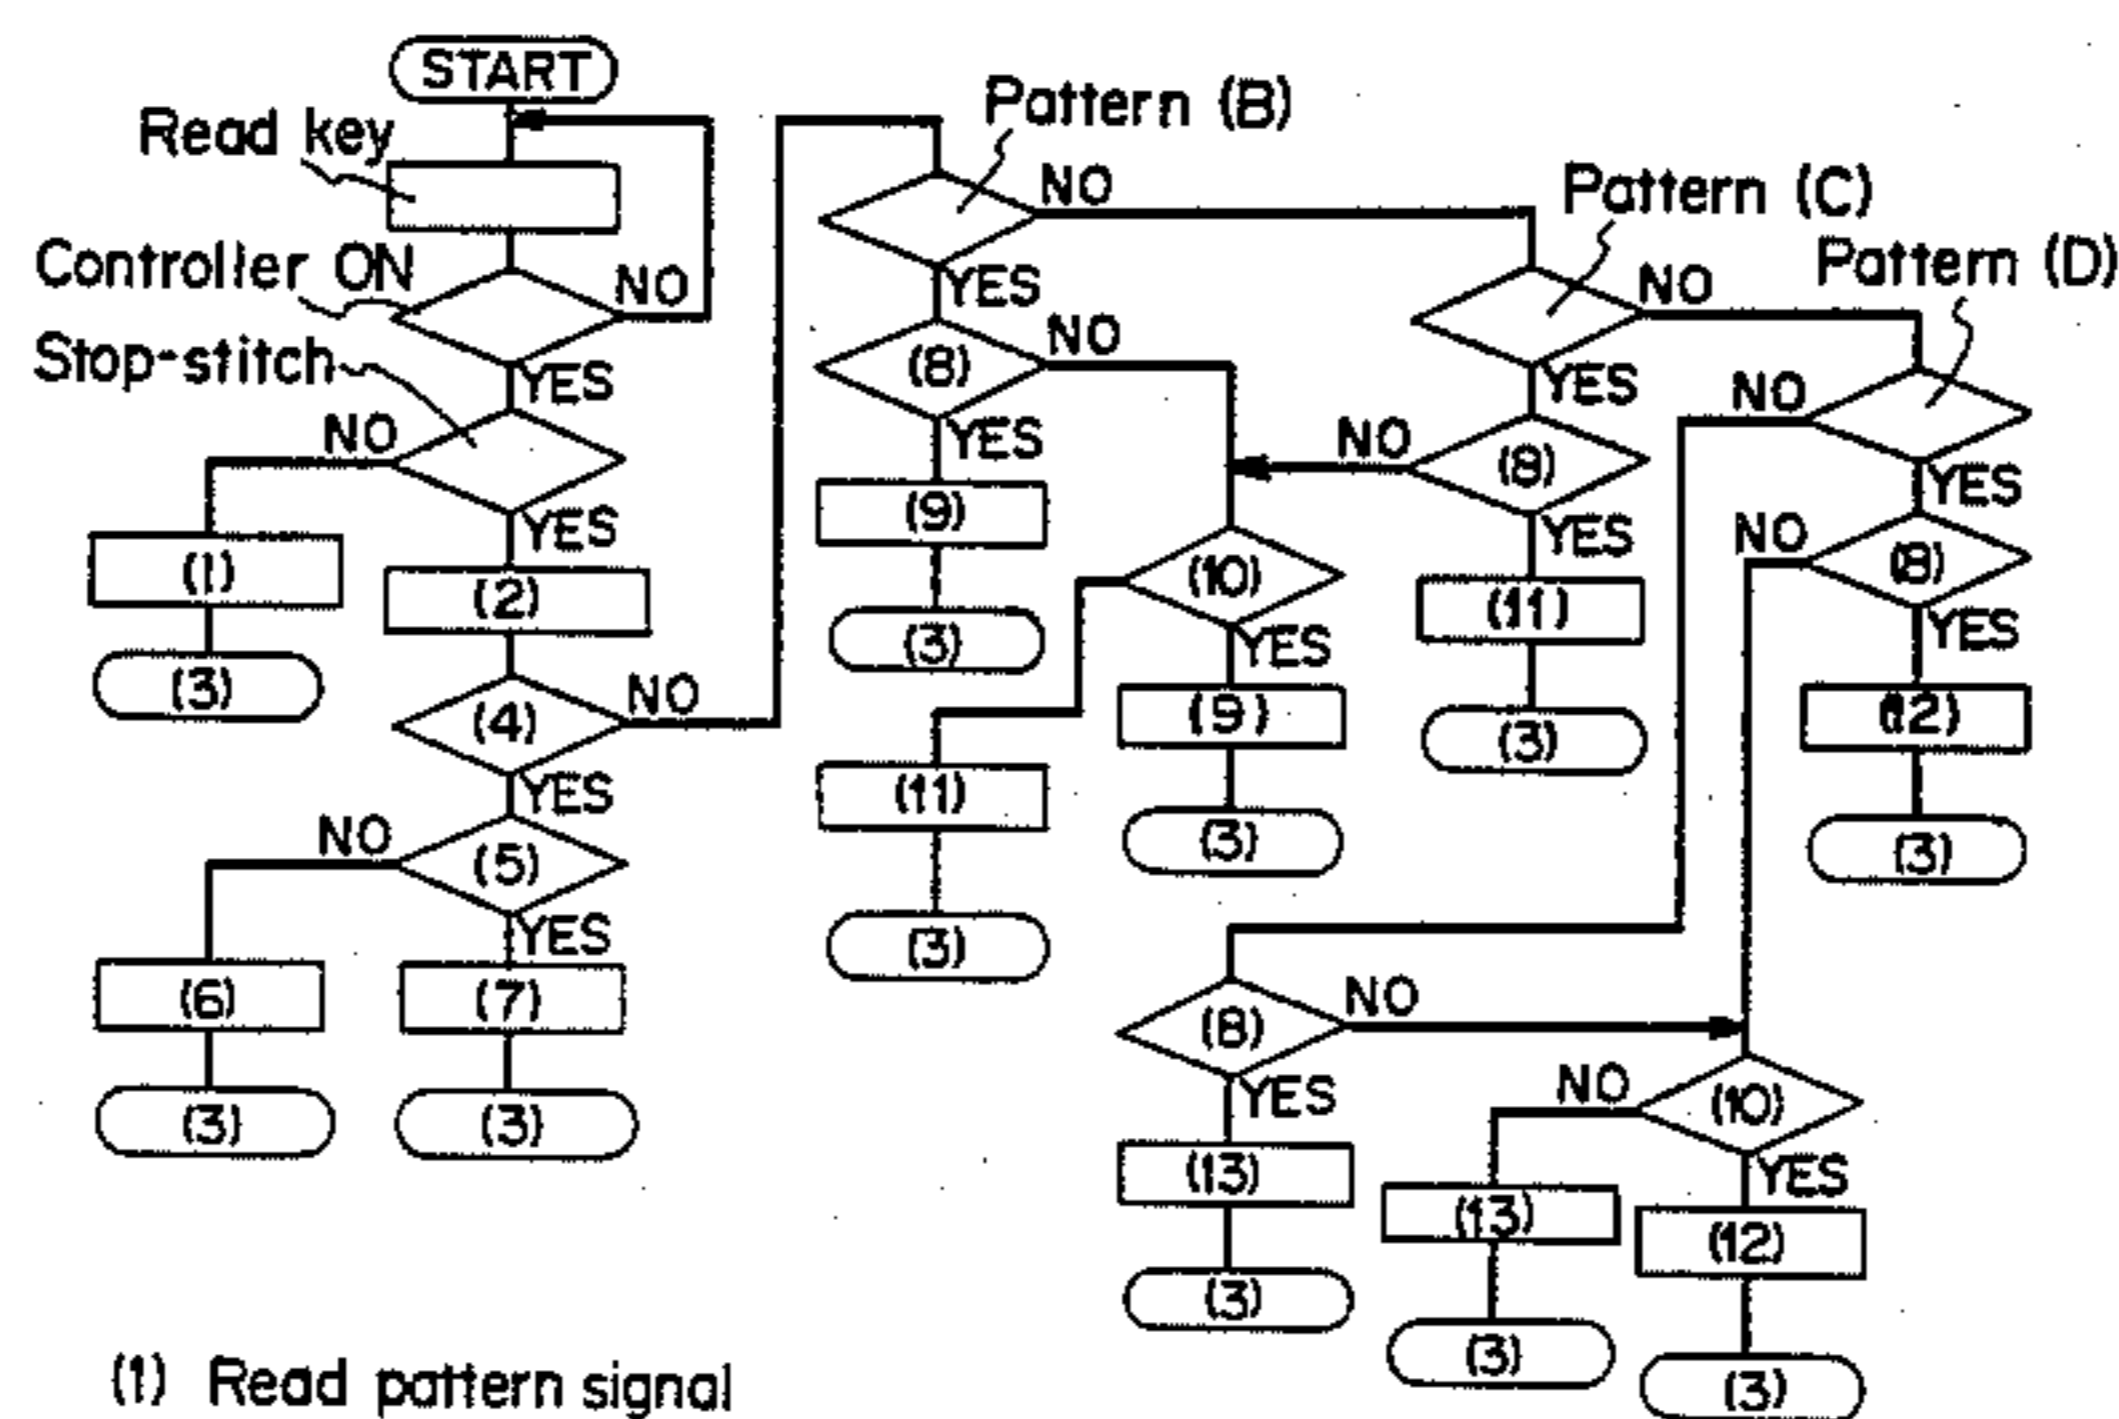 START
Read key
Controller ON
NO
YES
Stop-stitch
NO
YES
(1)
(3)
(2)
(4)
NO
YES
(5)
NO
YES
(6)
(3)
(7)
(3)
Pattern (B)
NO
YES
(8)
NO
YES
(9)
(3)
(10)
YES
(9)
(3)
(11)
(3)
Pattern (C)
NO
YES
(8)
NO
YES
(11)
(3)
Pattern (D)
NO
YES
(8)
NO
YES
(12)
(3)
(8)
NO
YES
(13)
(3)
(10)
NO
YES
(13)
(3)
(12)
(3)
(1) Read pattern signal